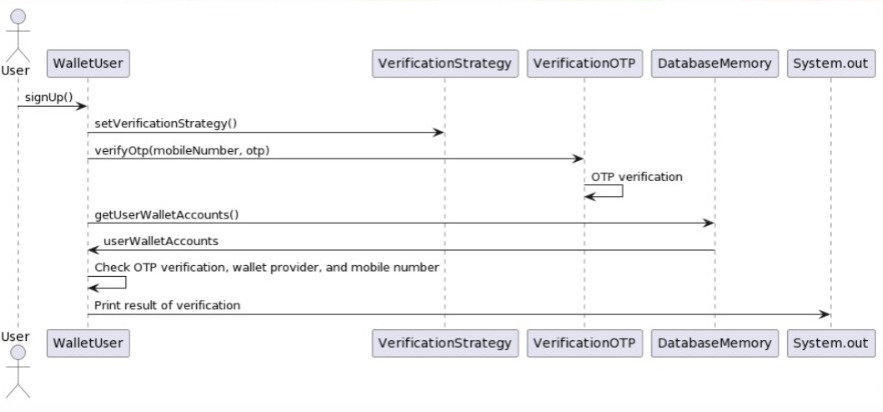 User
WalletUser
VerificationStrategy
VerificationOTP
DatabaseMemory
System.out
signUp()
setVerificationStrategy()
verifyOtp(mobileNumber, otp)
OTP verification
getUserWalletAccounts()
userWalletAccounts
Check OTP verification, wallet provider, and mobile number
Print result of verification
User
WalletUser
VerificationStrategy
VerificationOTP
DatabaseMemory
System.out